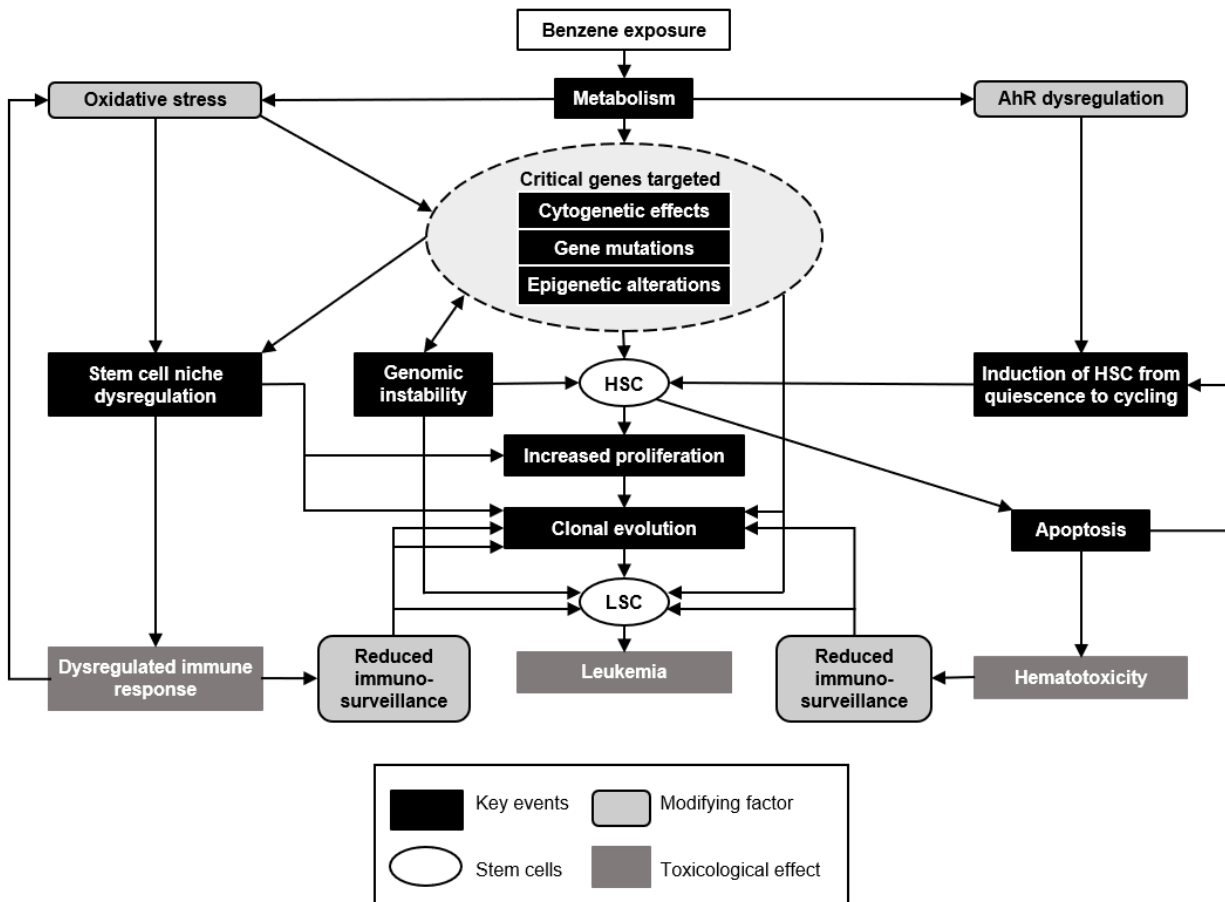 Benzene exposure
Oxidative stress
Metabolism
AhR dysregulation
Critical genes targeted
Cytogenetic effects
Gene mutations
Epigenetic alterations
Stem cell niche
dysregulation
Genomic
instability
HSC
Induction of HSC from
quiescence to cycling
Increased proliferation
Clonal evolution
Apoptosis
LSC
Dysregulated immune
response
Reduced
immuno-
surveillance
Leukemia
Reduced
immuno-
surveillance
Hematotoxicity
Key events
Modifying factor
Stem cells
Toxicological effect